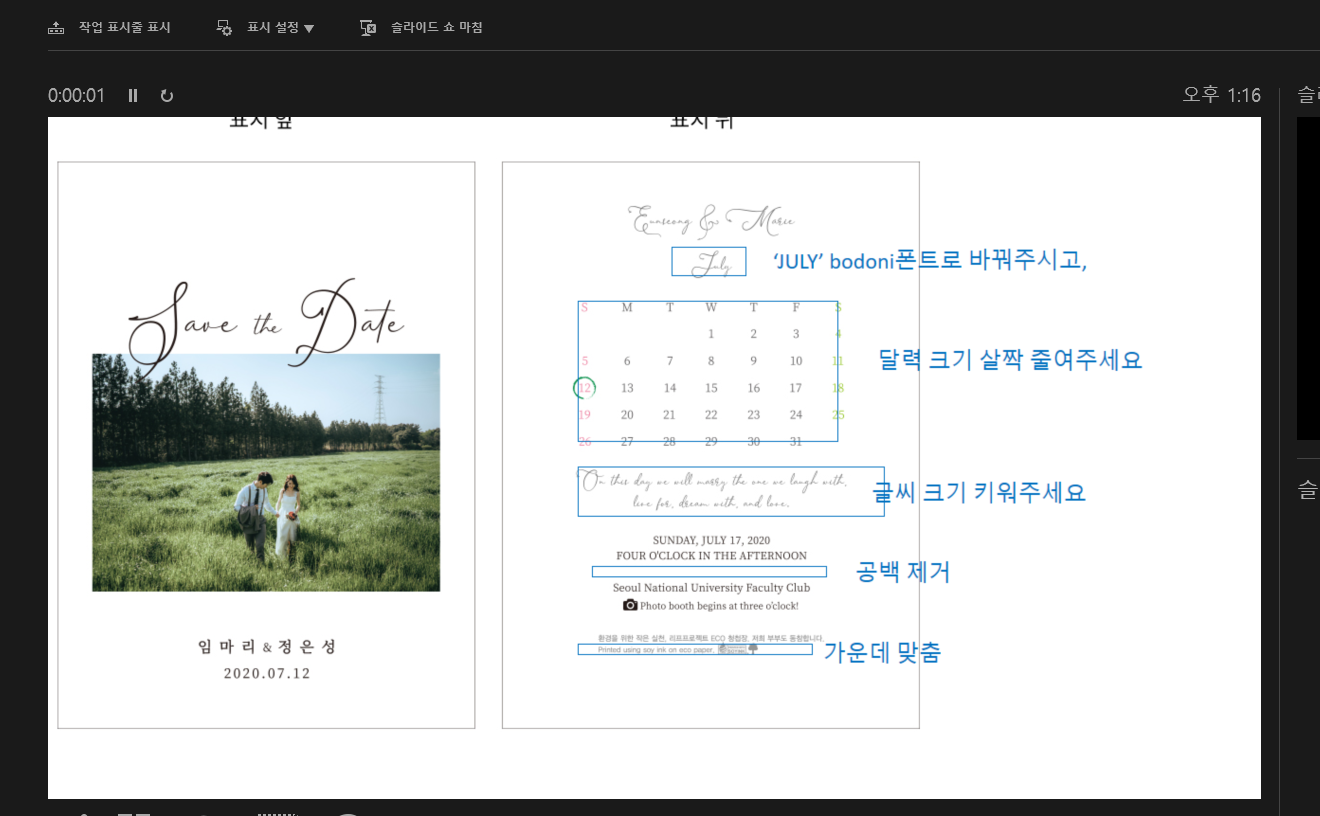 작업 표시줄 표시
표시 설정 ▼
슬라이드 쇼 마침
0:00:01
오후 1:16
표시 앞
표시 뒤
Save the Date
임 마 리 & 정 은 성
2020.07.12
Eunseong & Marie
July
'JULY' bodoni폰트로 바꿔주시고,
S M T W T F S
1 2 3 4
5 6 7 8 9 10 11
12 13 14 15 16 17 18
19 20 21 22 23 24 25
26 27 28 29 30 31
달력 크기 살짝 줄여주세요
On this day we will marry the one we laugh with,
live for, dream with, and love.
글씨 크기 키워주세요
SUNDAY, JULY 17, 2020
FOUR O'CLOCK IN THE AFTERNOON
공백 제거
Seoul National University Faculty Club
Photo booth begins at three o'clock!
환경을 위한 작은 실천, 리프프로젝트 ECO 청첩장, 저희 부부도 동참합니다.
Printed using soy ink on eco paper.
가운데 맞춤